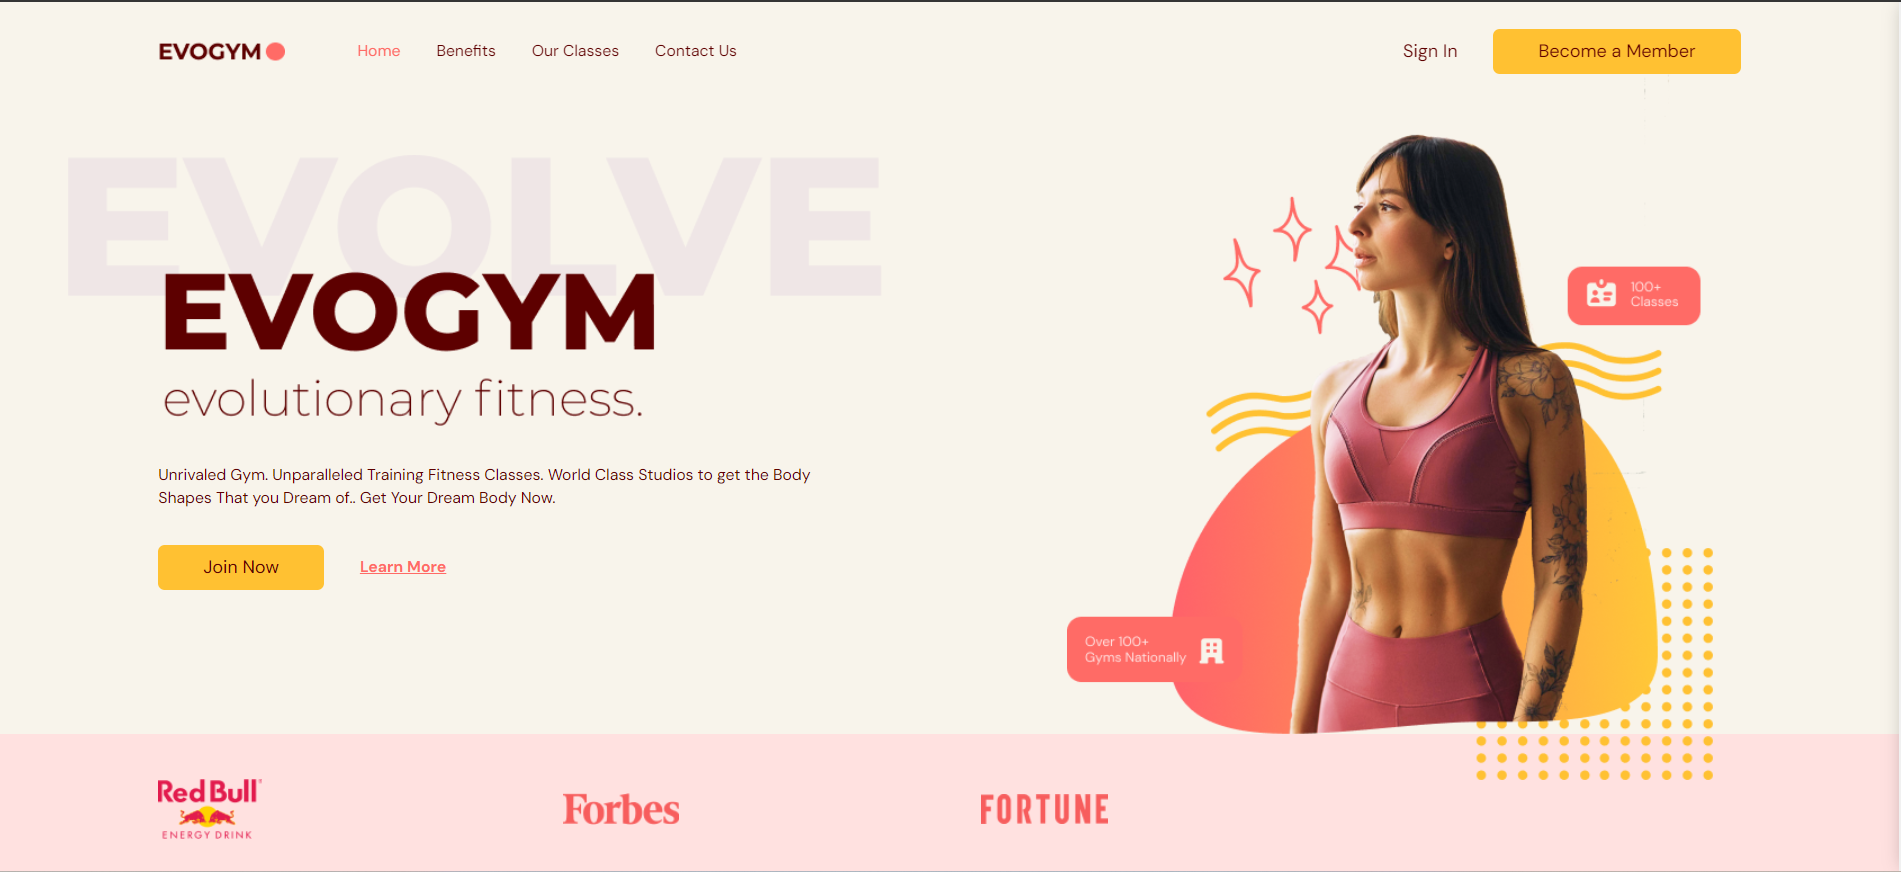 EVOGYM
Home
Benefits
Our Classes
Contact Us
Sign In
Become a Member
EVOLVE
EVOGYM
evolutionary fitness.
Unrivaled Gym. Unparalleled Training Fitness Classes. World Class Studios to get the Body
Shapes That you Dream of.. Get Your Dream Body Now.
Join Now
Learn More
100+
Classes
Over 100+
Gyms Nationally
Red Bull
ENERGY DRINK
Forbes
FORTUNE